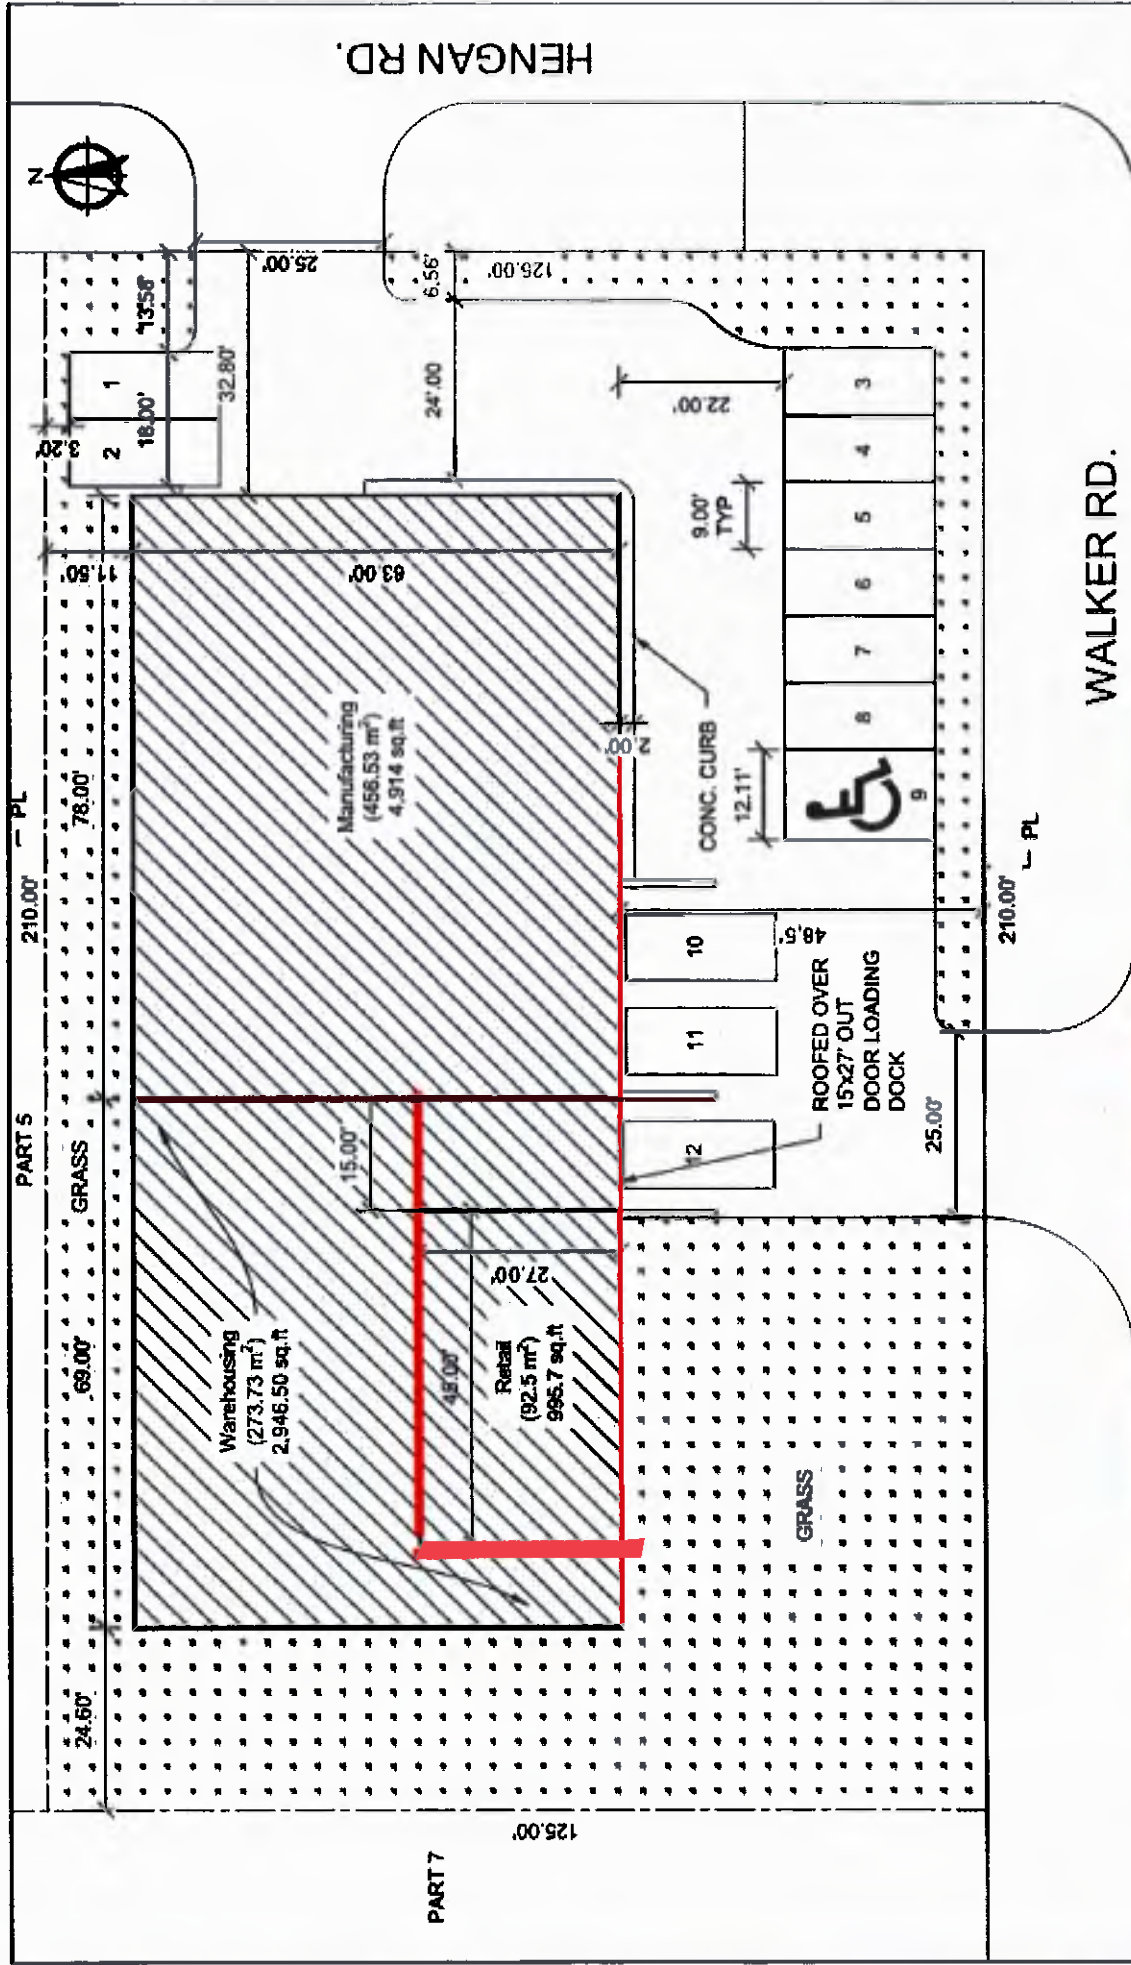 HENGAN RD.
N
PART 5
210.00'
PL
GRASS
24.60'
69.00'
78.00'
3.20'
2
1
18.00'
13.58'
32.80'
25.00'
11.50'
63.00'
6.56'
24'.00
125.00'
22.00'
Manufacturing
(456.53 m²)
4,914 sq.ft
Warehousing
(273.73 m²)
2,946.50 sq.ft
15.00'
27.00'
48.00'
Retail
(92.5 m²)
995.7 sq.ft
2.00'
CONC. CURB
9.00'
TYP
12.11'
3
4
5
6
7
8
9
10
11
12
48,5'
ROOFED OVER
15'x27' OUT
DOOR LOADING
DOCK
25.00'
GRASS
210.00'
PL
125.00'
PART 7
WALKER RD.